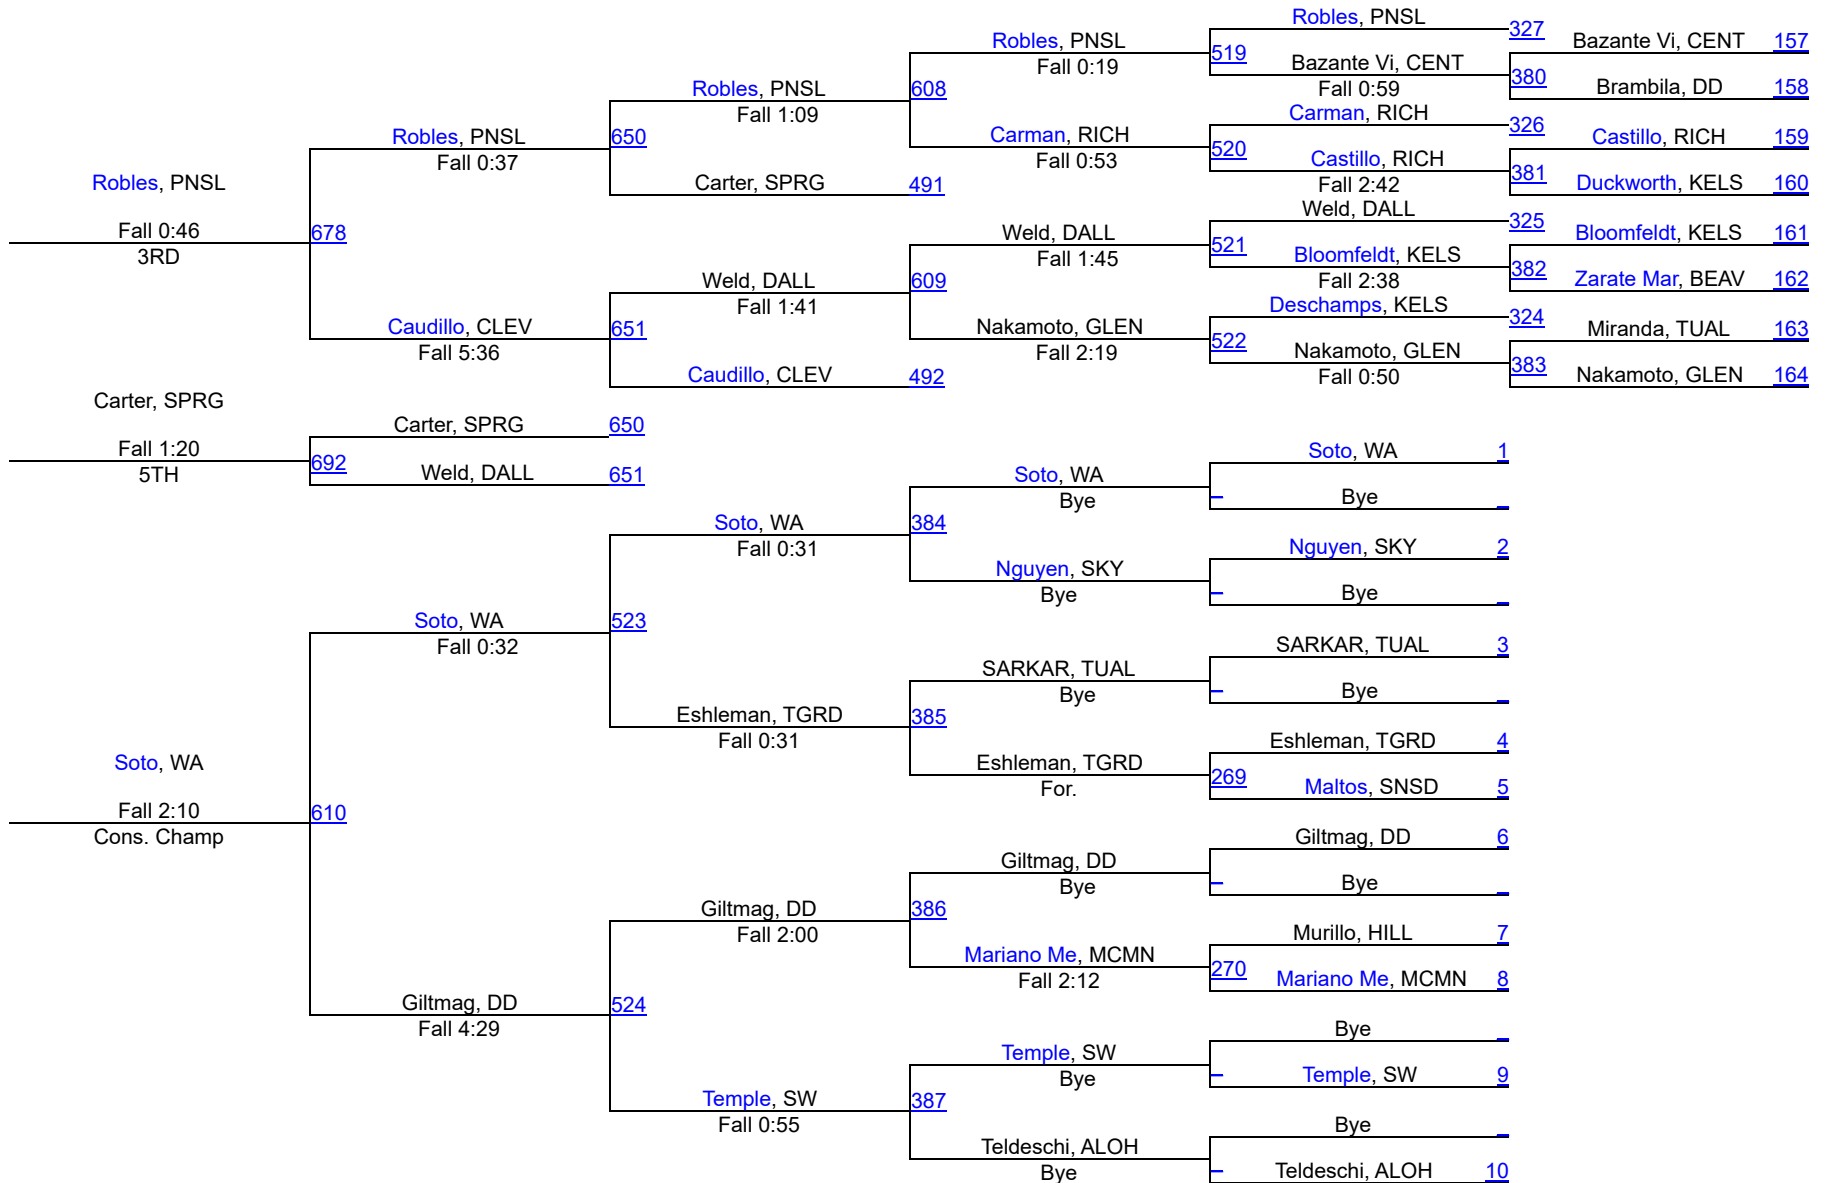 Robles, PNSL 327
Robles, PNSL 519 Bazante Vi, CENT 157
Fall 0:19 Bazante Vi, CENT 380
Robles, PNSL 608 Fall 0:59 Brambila, DD 158
Fall 1:09 Carman, RICH 326
Robles, PNSL 650 Carman, RICH 520 Castillo, RICH 159
Fall 0:37 Fall 0:53 Castillo, RICH 381
Robles, PNSL Carter, SPRG 491 Fall 2:42 Duckworth, KELS 160
Weld, DALL 325
Fall 0:46 678 Weld, DALL 521 Bloomfeldt, KELS 161
3RD Fall 1:45 Bloomfeldt, KELS 382
Weld, DALL 609 Fall 2:38 Zarate Mar, BEAV 162
Fall 1:41 Deschamps, KELS 324
Caudillo, CLEV 651 Nakamoto, GLEN 522 Miranda, TUAL 163
Fall 5:36 Fall 2:19 Nakamoto, GLEN 383
Caudillo, CLEV 492 Fall 0:50 Nakamoto, GLEN 164
Carter, SPRG
Carter, SPRG 650
Fall 1:20 692 Soto, WA 1
5TH Weld, DALL 651 Soto, WA
Bye _ Bye _
Soto, WA 384
Fall 0:31 Nguyen, SKY 2
Nguyen, SKY
Bye _ Bye _
Soto, WA 523
Fall 0:32 SARKAR, TUAL 3
SARKAR, TUAL
Bye _ Bye _
Eshleman, TGRD 385
Fall 0:31 Eshleman, TGRD 4
Soto, WA Eshleman, TGRD 269
For. Maltos, SNSD 5
Fall 2:10 610
Cons. Champ Giltmag, DD 6
Giltmag, DD
Bye _ Bye _
Giltmag, DD 386
Fall 2:00 Murillo, HILL 7
Mariano Me, MCMN 270
Fall 2:12 Mariano Me, MCMN 8
Giltmag, DD 524
Fall 4:29 Bye _
Temple, SW
Bye _ Temple, SW 9
Temple, SW 387
Fall 0:55 Bye _
Teldeschi, ALOH
Bye _ Teldeschi, ALOH 10